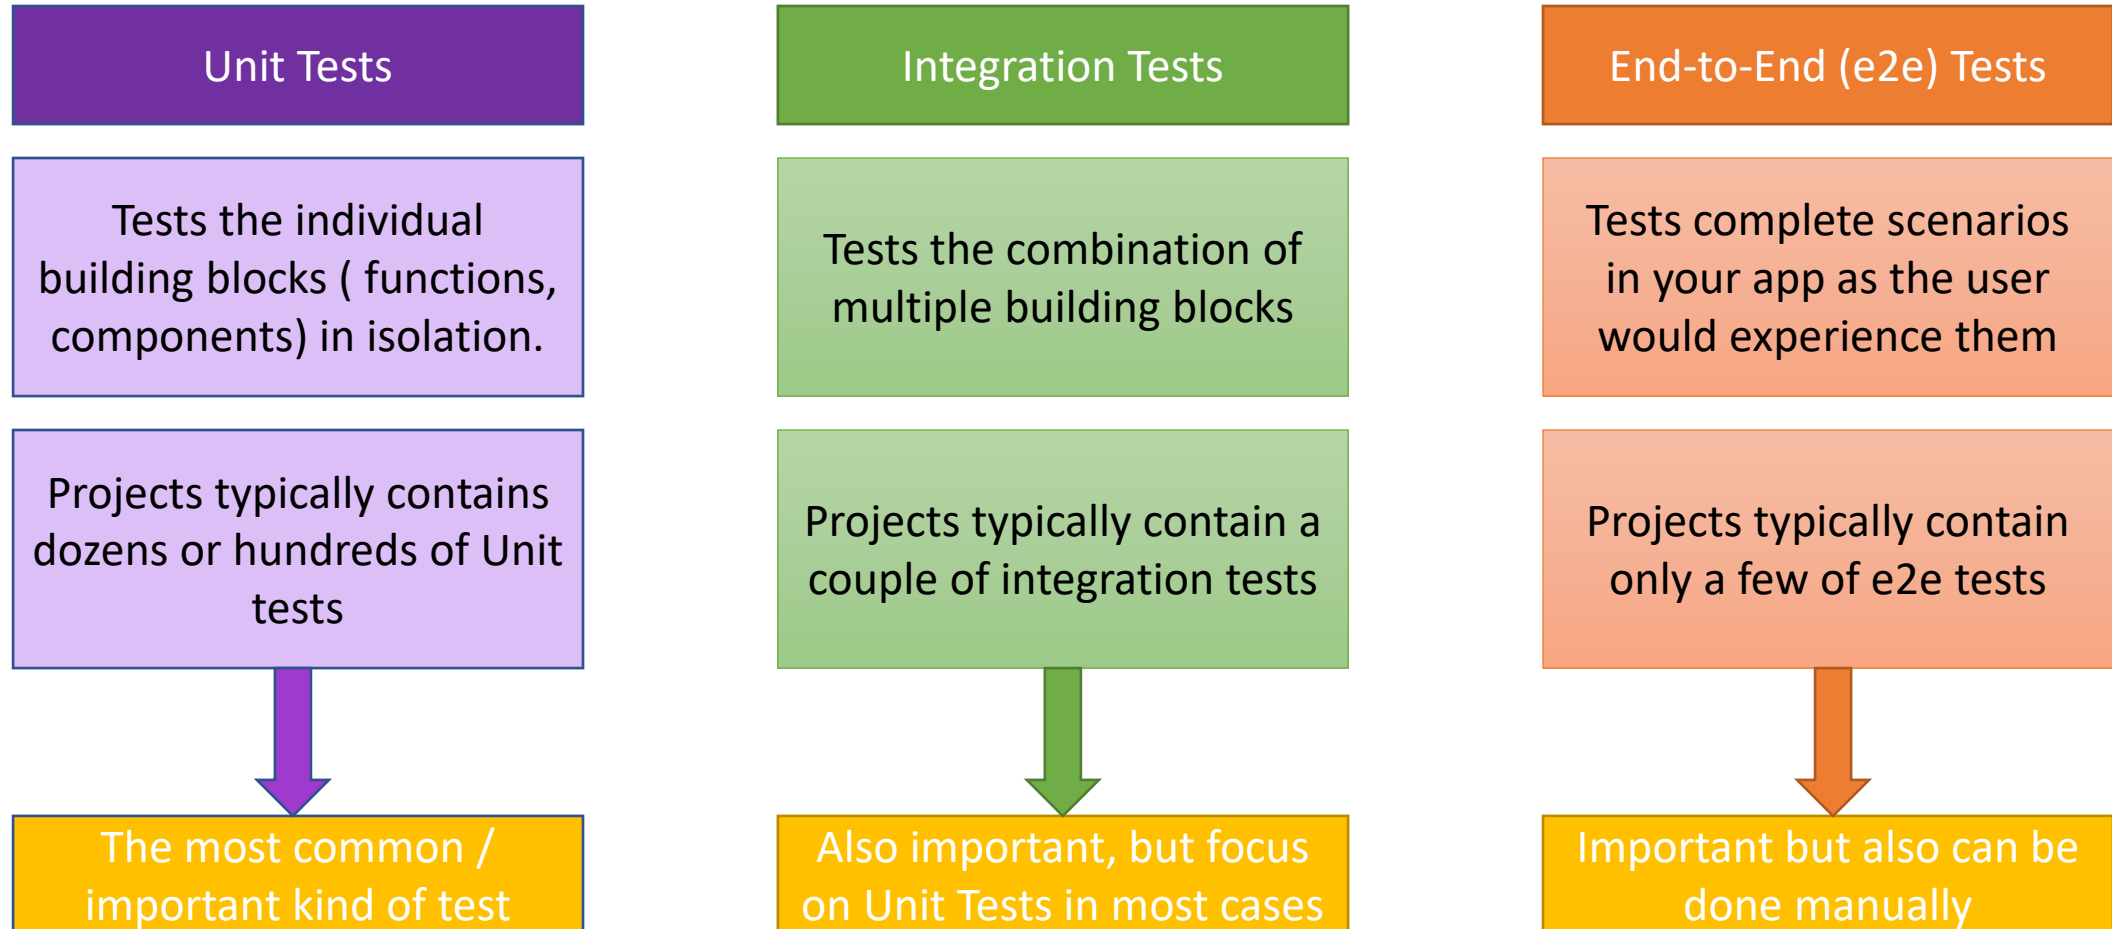 Unit Tests
Tests the individual
building blocks ( functions,
components) in isolation.
Projects typically contains
dozens or hundreds of Unit
tests
The most common /
important kind of test
Integration Tests
Tests the combination of
multiple building blocks
Projects typically contain a
couple of integration tests
Also important, but focus
on Unit Tests in most cases
End-to-End (e2e) Tests
Tests complete scenarios
in your app as the user
would experience them
Projects typically contain
only a few of e2e tests
Important but also can be
done manually